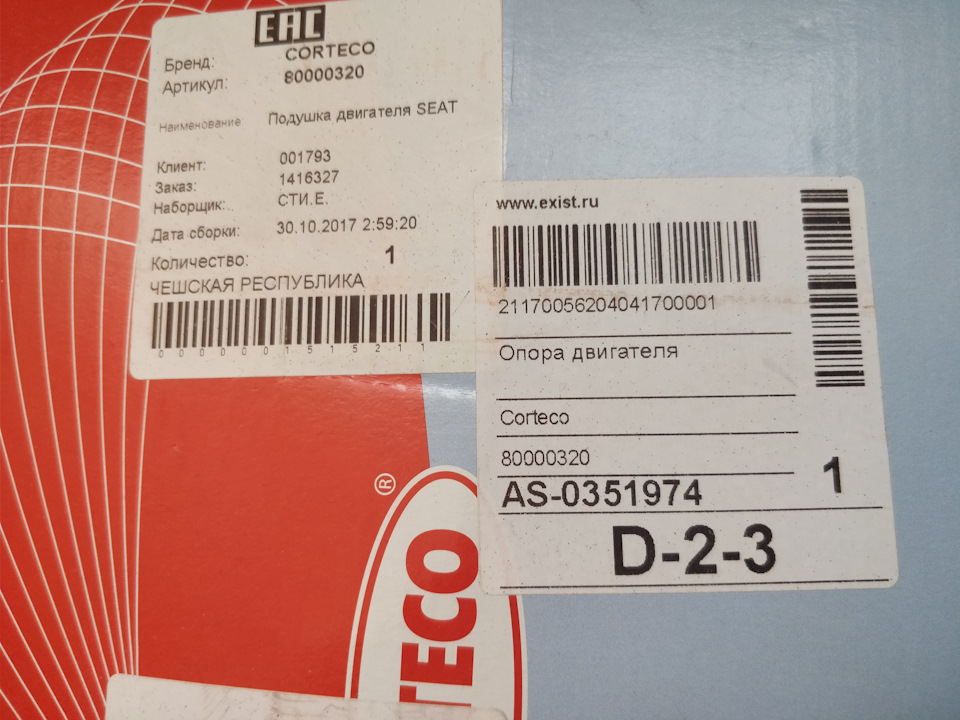 EAC
Бренд: CORTECO
Артикул: 80000320
Наименование Подушка двигателя SEAT
Клиент: 001793
Заказ: 1416327
Наборщик: СТИ.Е.
Дата сборки: 30.10.2017 2:59:20
Количество: 1
ЧЕШСКАЯ РЕСПУБЛИКА
0000001515211
www.exist.ru
21170056204041700001
Опора двигателя
Corteco
80000320
1
AS-0351974
D-2-3
®
TECO